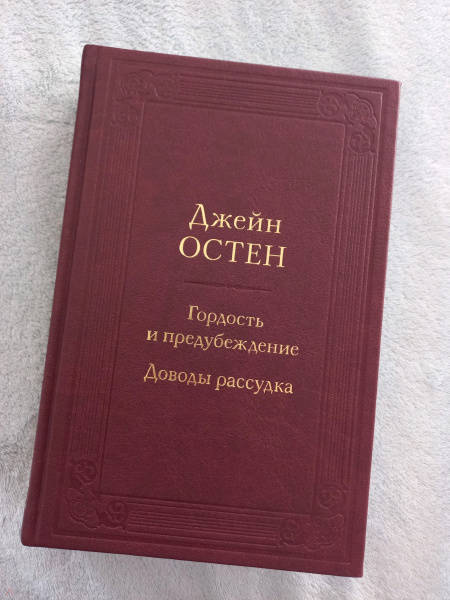 Джейн
ОСТЕН
Гордость
и предубеждение
Доводы рассудка